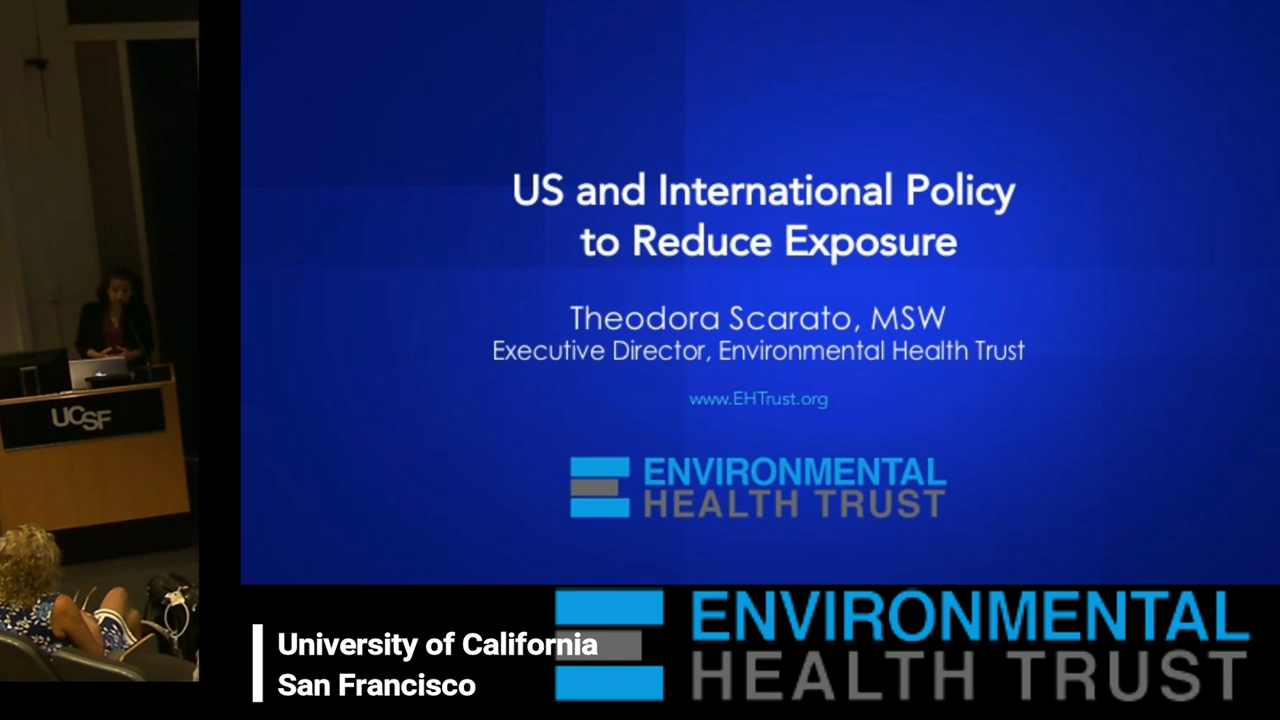 US and International Policy
to Reduce Exposure
Theodora Scarato, MSW
Executive Director, Environmental Health Trust
www.EHTrust.org
ENVIRONMENTAL
HEALTH TRUST
UCSF
University of California
San Francisco
ENVIRONMENTAL
HEALTH TRUST